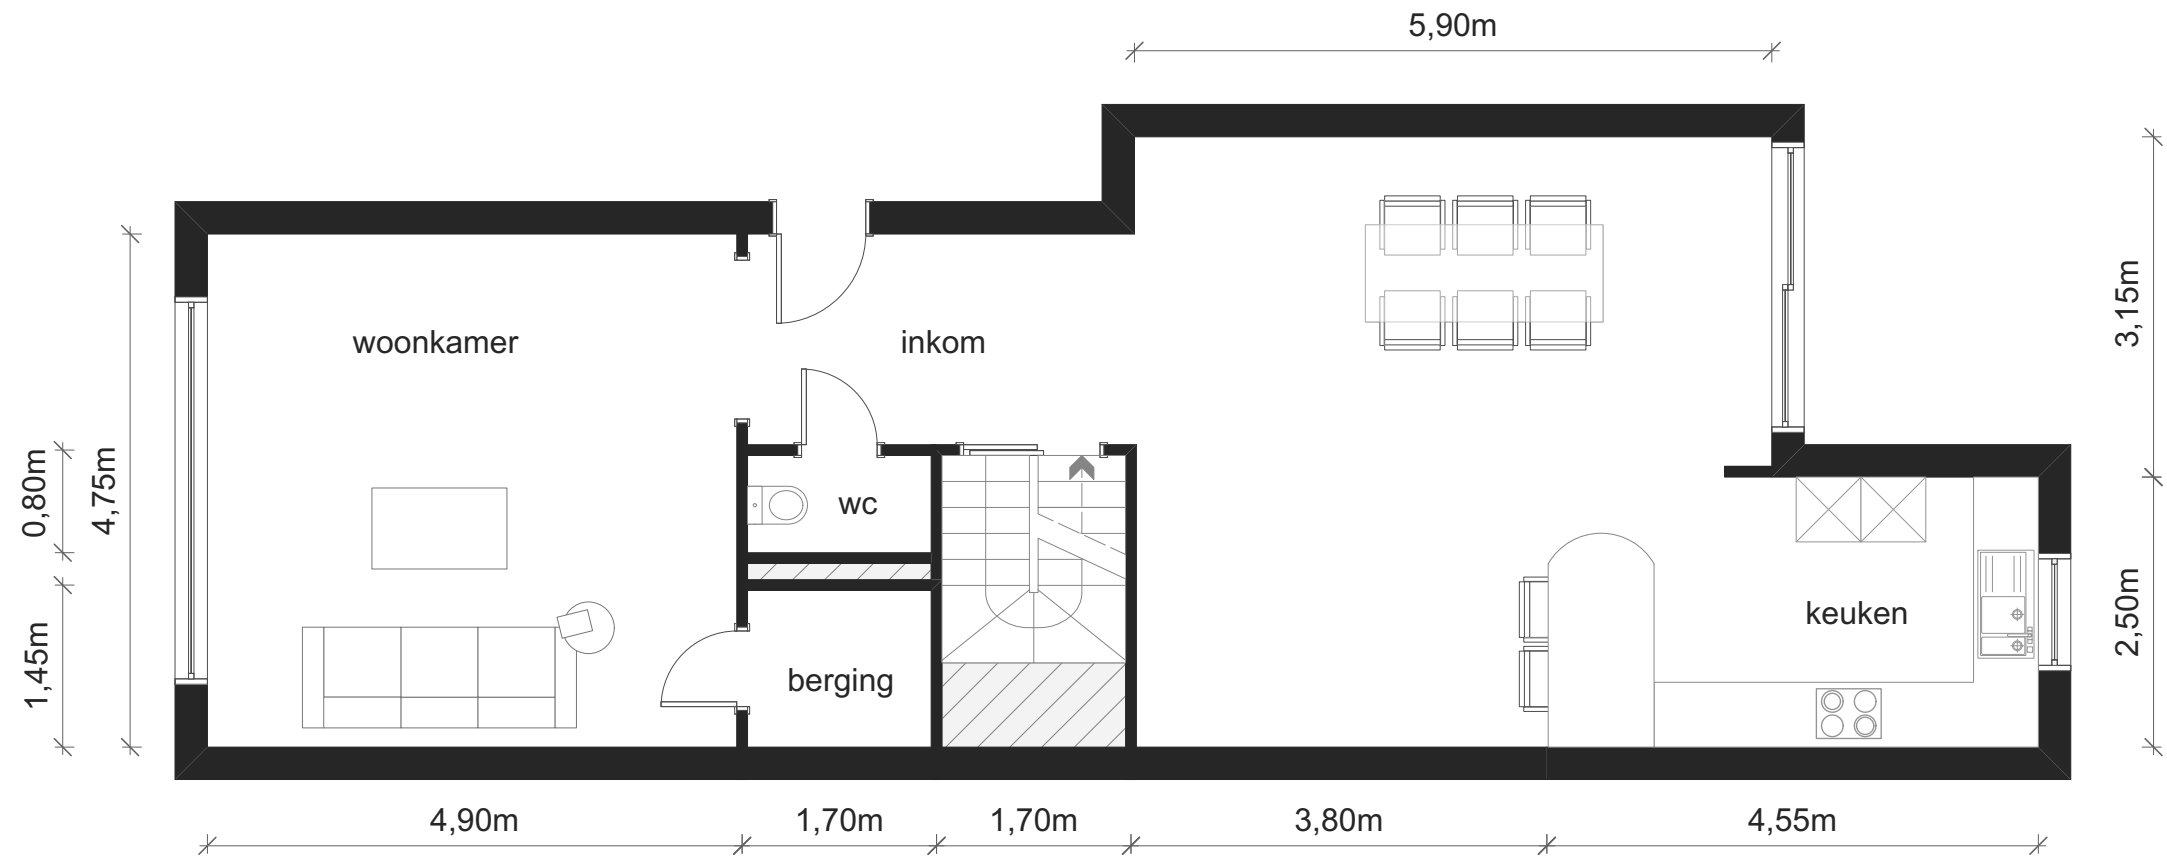 5,90m
woonkamer
inkom
3,15m
0,80m
4,75m
wc
keuken
2,50m
1,45m
berging
4,90m
1,70m
1,70m
3,80m
4,55m